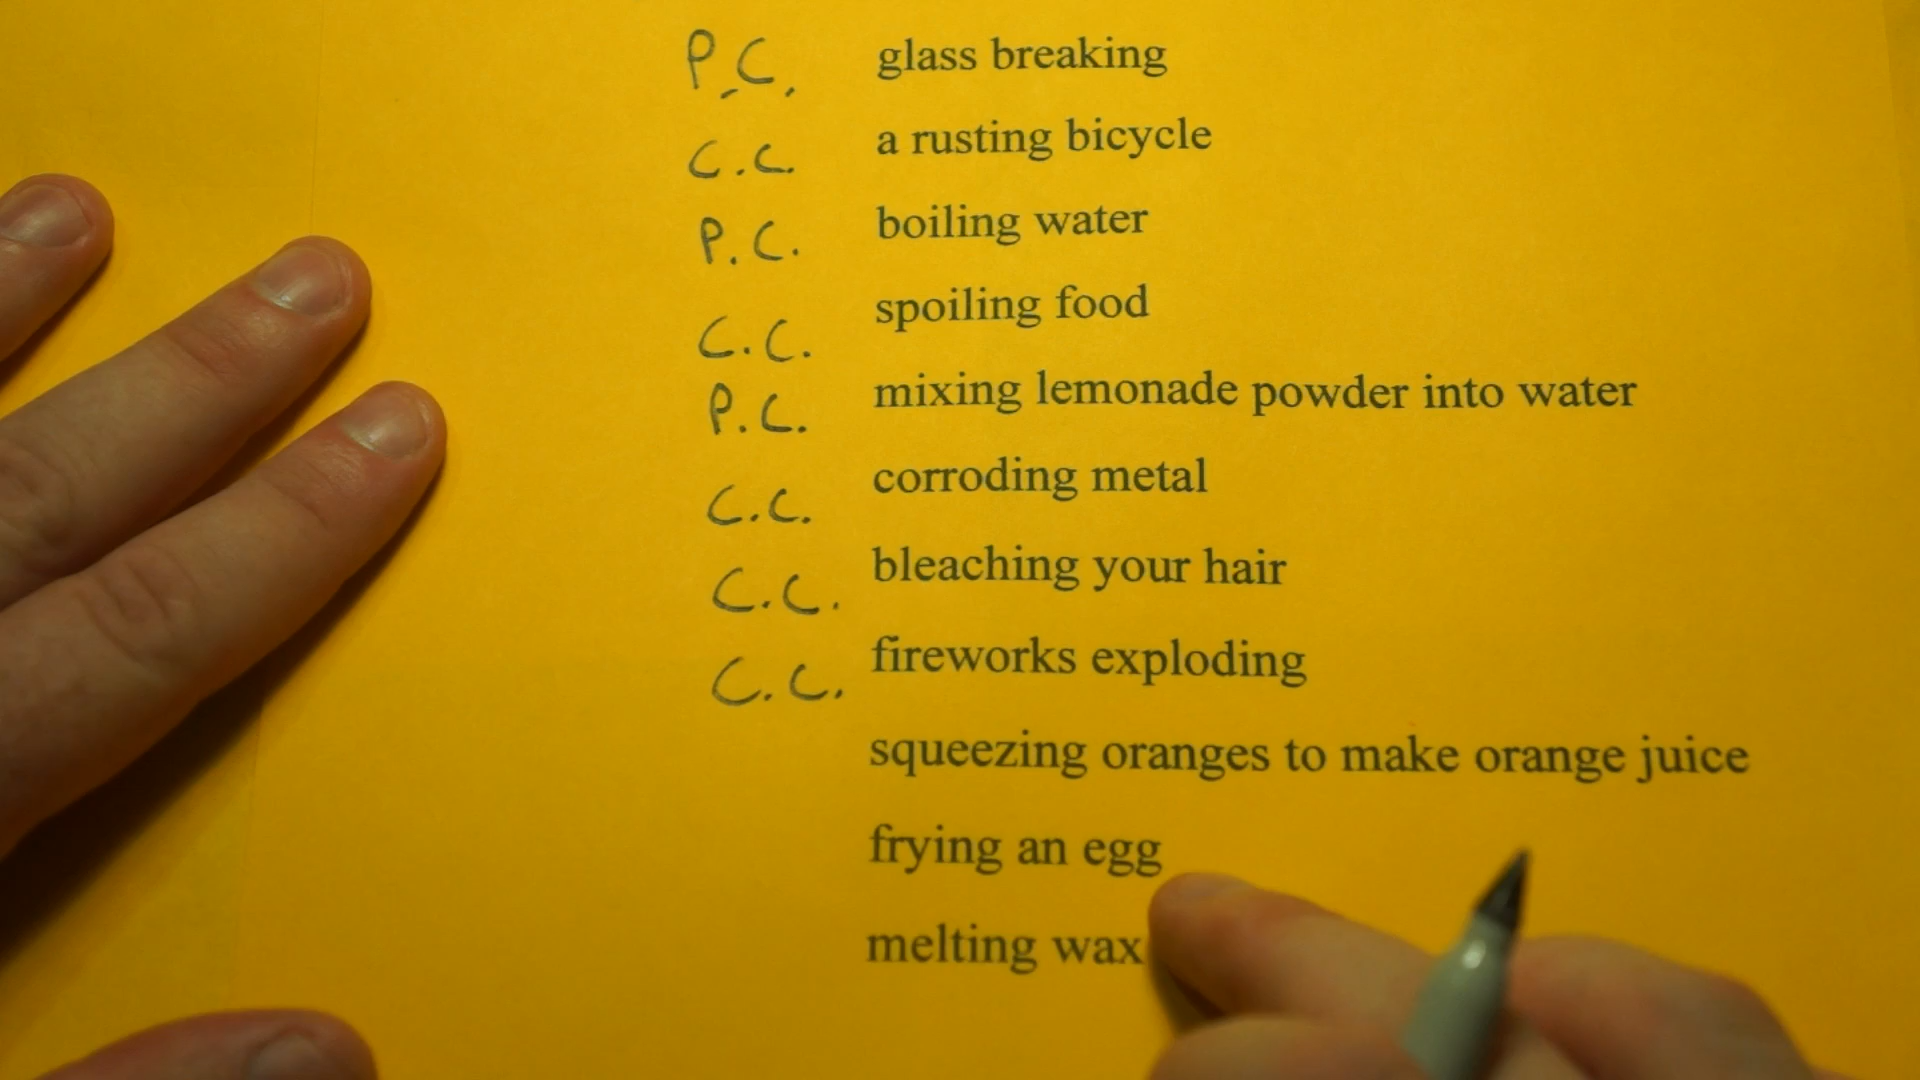 P.C. glass breaking
C.C. a rusting bicycle
P.C. boiling water
C.C. spoiling food
P.C. mixing lemonade powder into water
C.C. corroding metal
C.C. bleaching your hair
C.C. fireworks exploding
squeezing oranges to make orange juice
frying an egg
melting wax